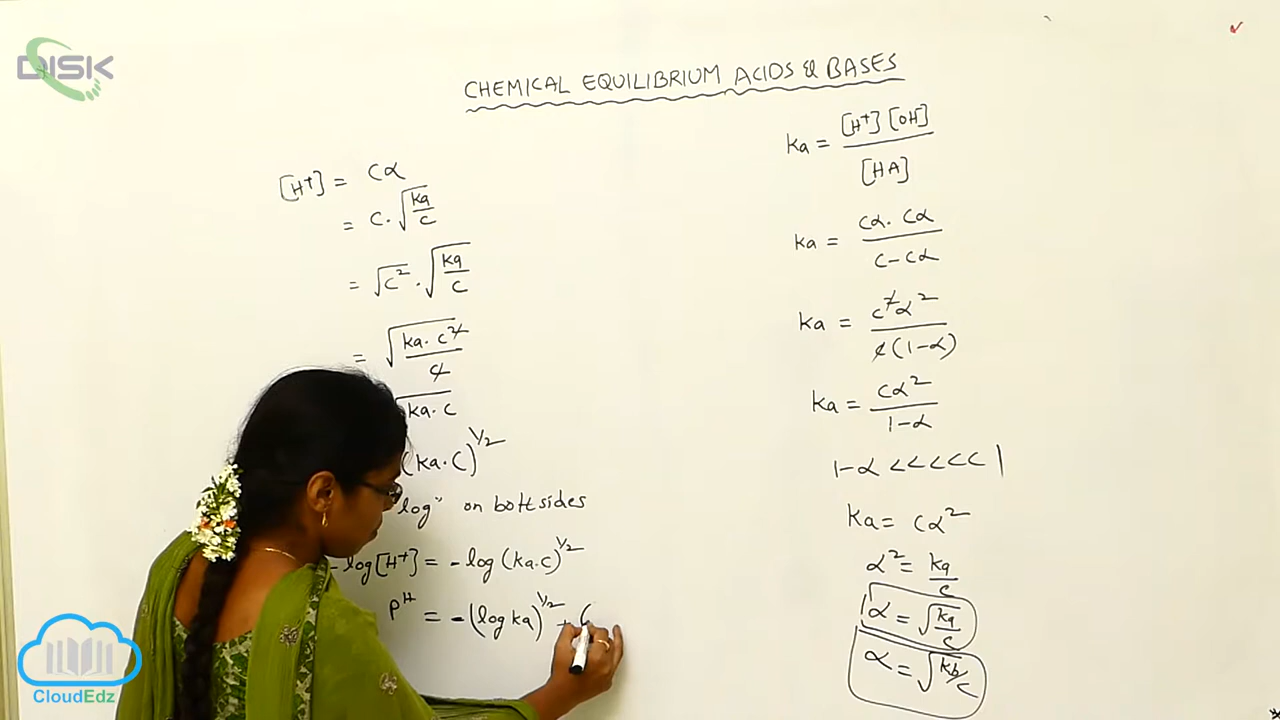 DISK
CHEMICAL EQUILIBRIUM ACIDS & BASES
[H⁺] = Cα
= C · √(ka/c)
= √C² · √(ka/c)
= √(ka · c²/c)
ka · c
(ka · C)^1/2
log" on both sides
- log [H⁺] = - log (ka.c)^1/2
P^H = - (log ka)^1/2 + (
ka = [H⁺] [OH] / [HA]
ka = Cα · Cα / C - Cα
ka = C²α² / C(1-α)
ka = Cα² / 1-α
1-α <<<<< 1
ka = Cα²
α² = ka/c
α = √(ka/c)
α = √(kb/c)
CloudEdz